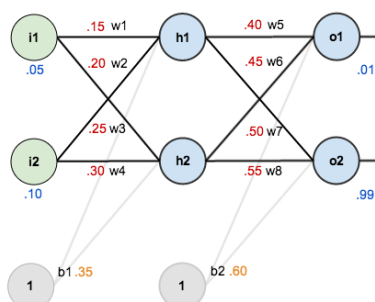 .15 w1 .40 w5
i1 h1 o1
.20 w2 .45 w6
.05 .01
.25 w3 .50 w7
i2 .30 w4 h2 .55 w8 o2
.10 .99
b1 .35 b2 .60
1 1